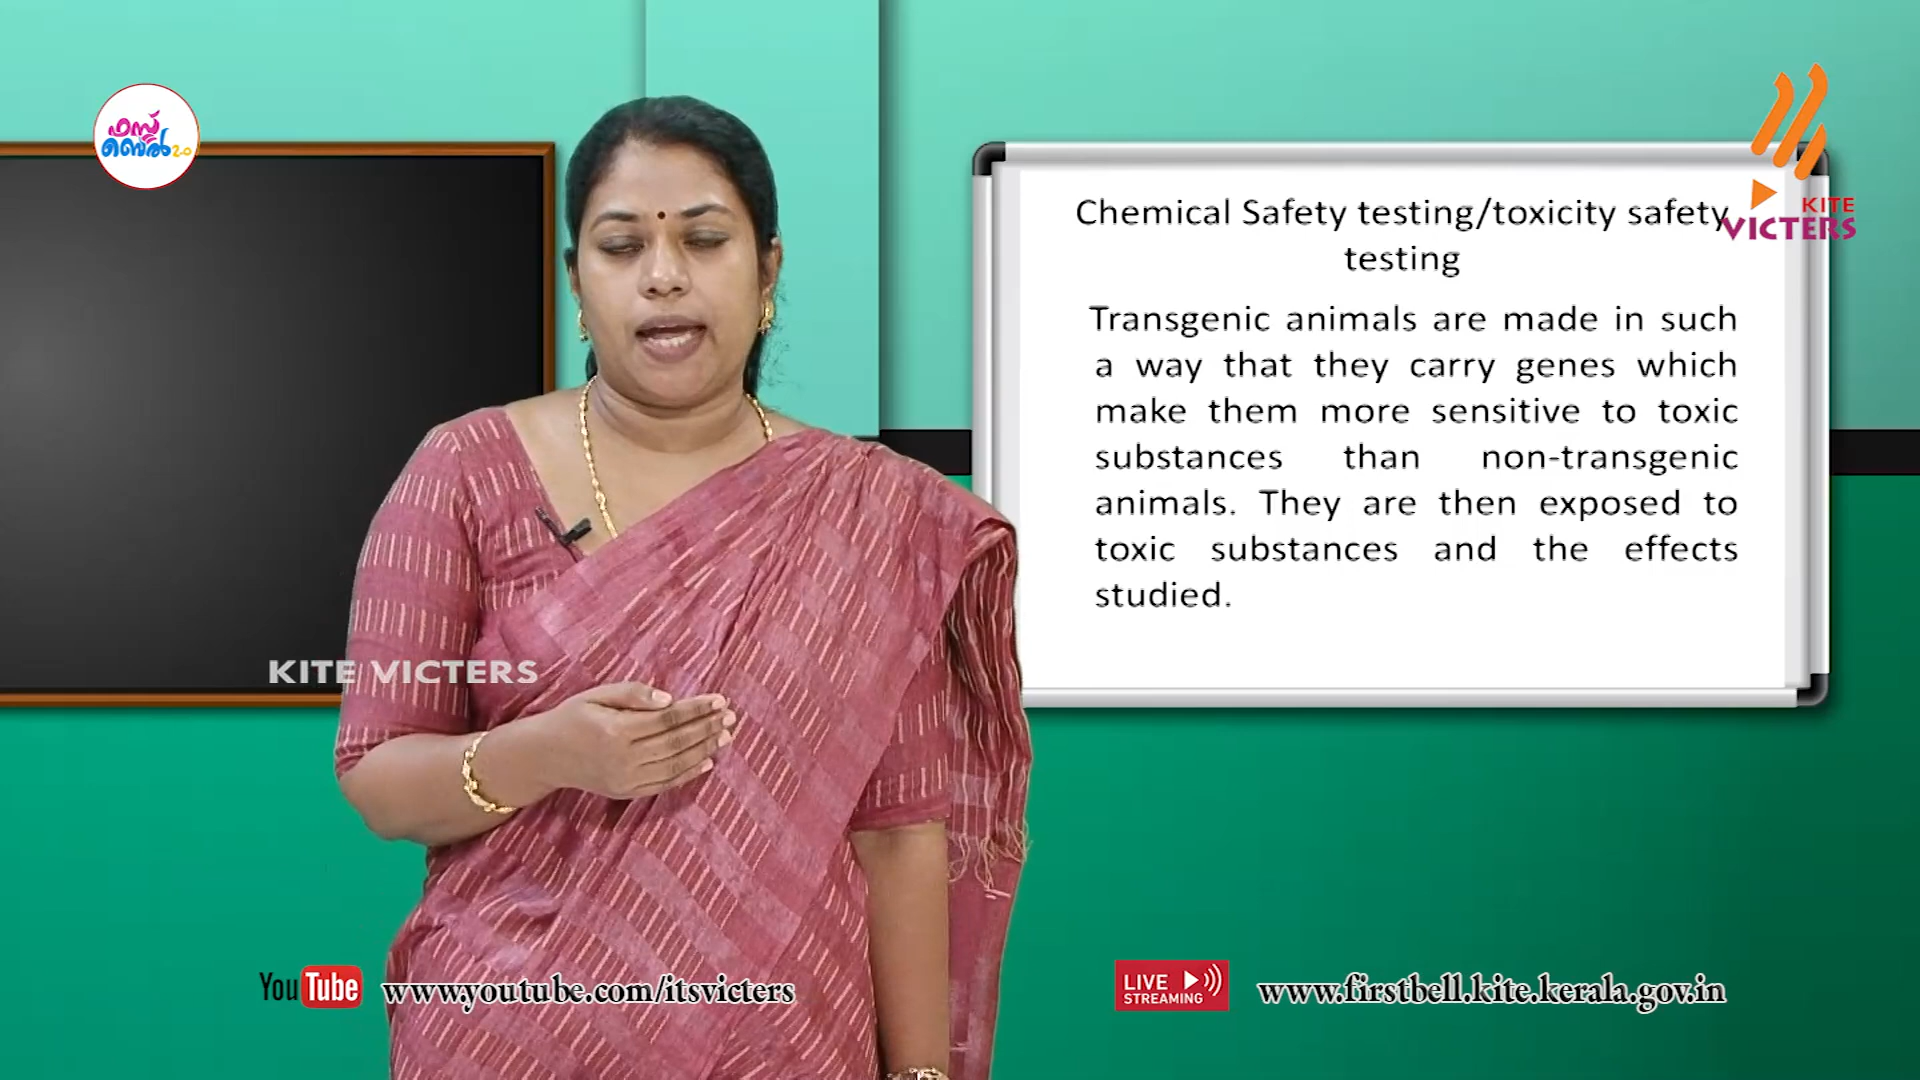 ഫസ്റ്റ്
ബെൽ 2.0
KITE
VICTERS
Chemical Safety testing/toxicity safety
testing
Transgenic animals are made in such
a way that they carry genes which
make them more sensitive to toxic
substances than non-transgenic
animals. They are then exposed to
toxic substances and the effects
studied.
KITE VICTERS
YouTube www.youtube.com/itsvicters
LIVE
STREAMING
www.firstbell.kite.kerala.gov.in